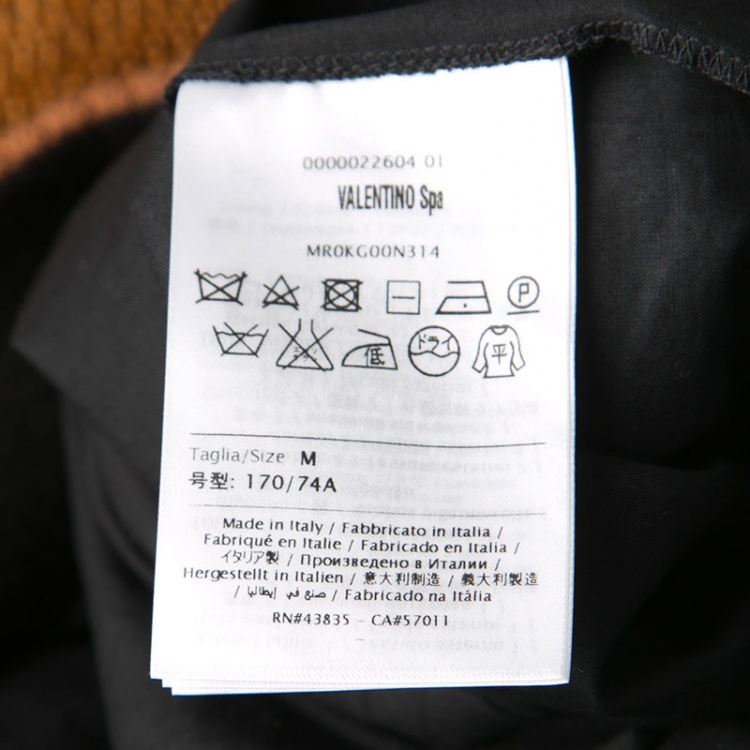 0000022604 01
VALENTINO Spa
MR0KG00N314
P
エンソ
低
ドライ
平
Taglia/Size M
号型: 170/74A
Made in Italy / Fabbricato in Italia /
Fabriqué en Italie / Fabricado en Italia /
イタリア製 / Произведено в Италии /
Hergestellt in Italien / 意大利制造 / 義大利製造
/ صنع في إيطاليا / Fabricado na Itália
RN#43835 - CA#57011